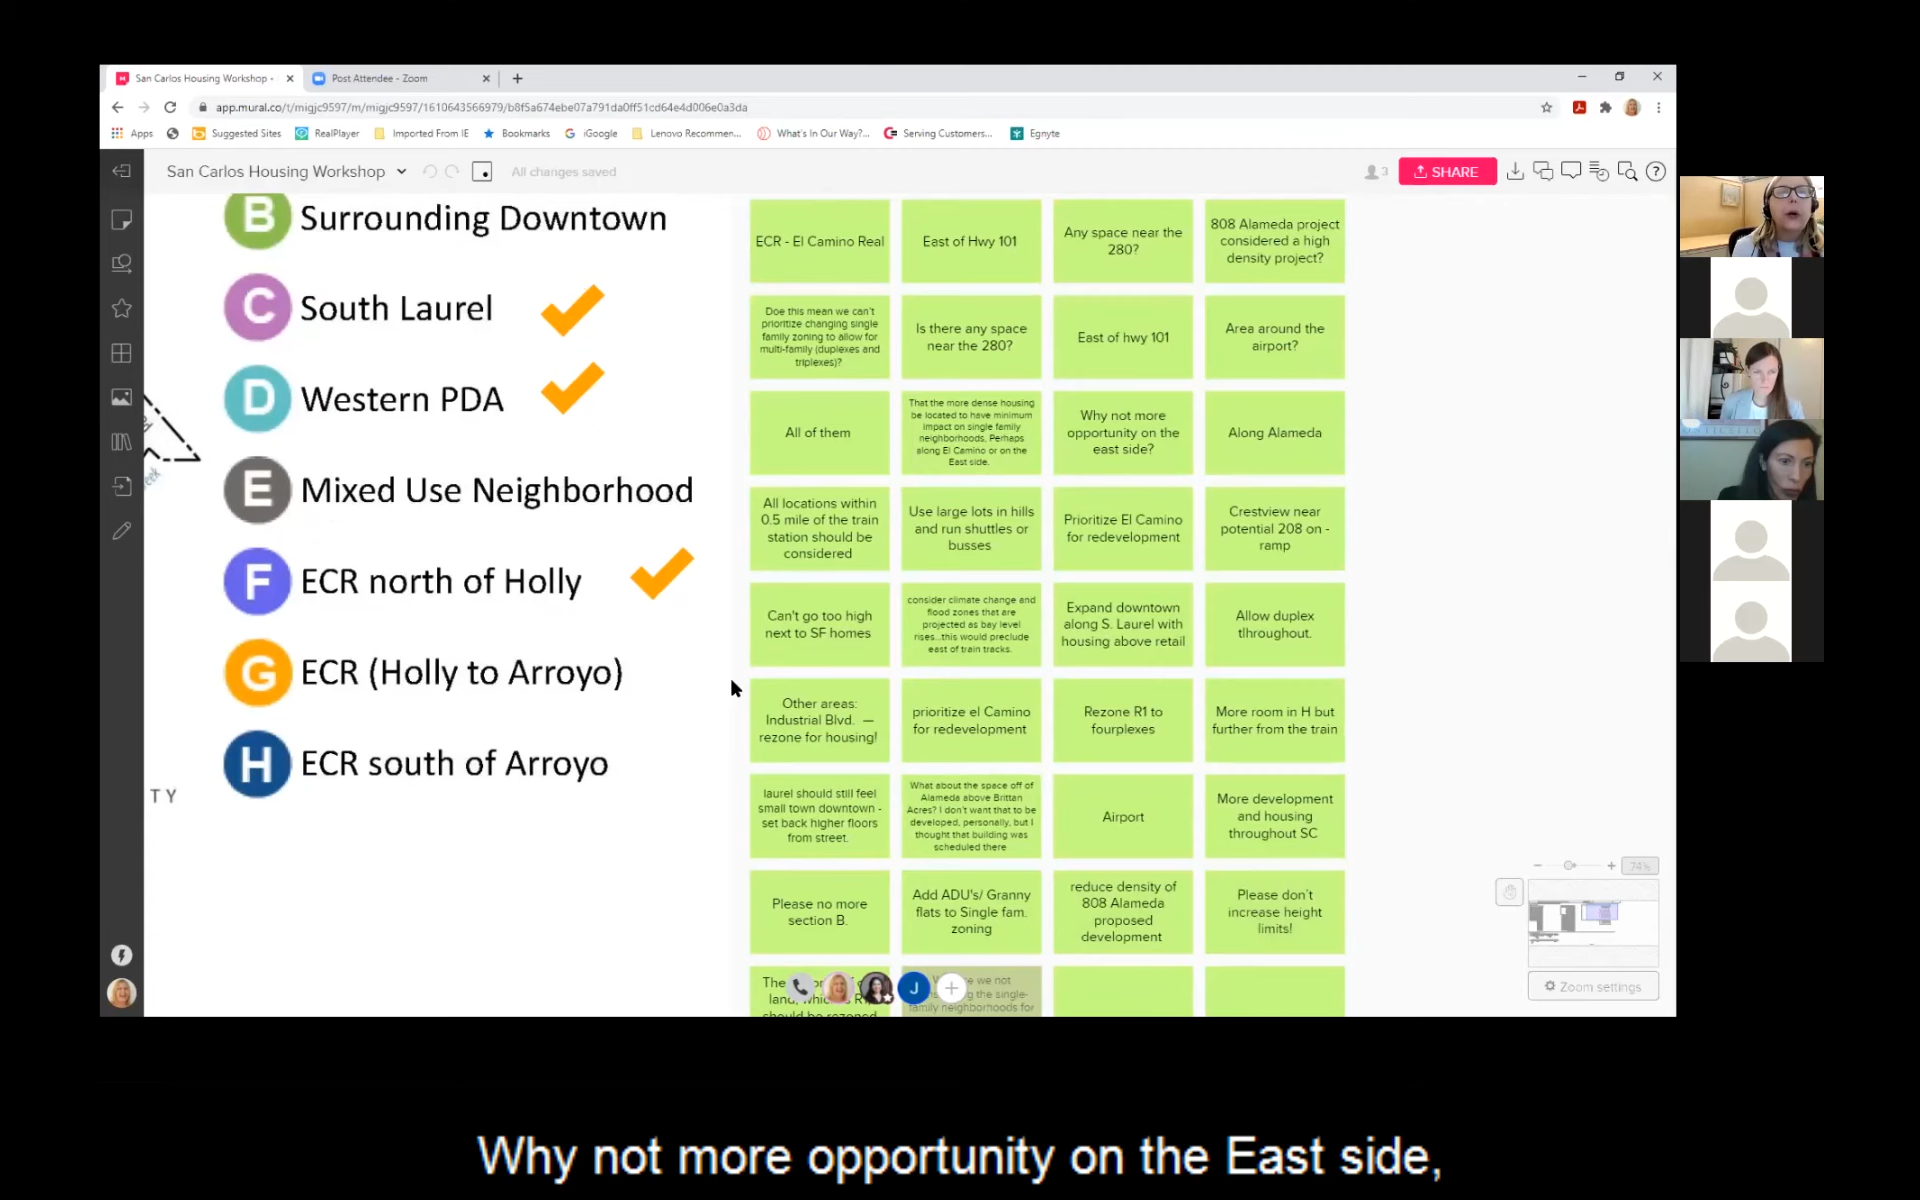 San Carlos Housing Workshop -
Post Attendee - Zoom
app.mural.co/t/migjc9597/m/migjc9597/1610643566979/b8f5a674ebe07a791da0ff51cd64e4d006e0a3da
Apps
Suggested Sites
RealPlayer
Imported From IE
Bookmarks
iGoogle
Lenovo Recommen...
What's In Our Way?...
Serving Customers...
Egnyte
San Carlos Housing Workshop
All changes saved
3
SHARE
B Surrounding Downtown
C South Laurel
D Western PDA
E Mixed Use Neighborhood
F ECR north of Holly
G ECR (Holly to Arroyo)
H ECR south of Arroyo
T Y
ECR - El Camino Real
East of Hwy 101
Any space near the
280?
808 Alameda project
considered a high
density project?
Doe this mean we can't
prioritize changing single
family zoning to allow for
multi-family (duplexes and
triplexes)?
Is there any space
near the 280?
East of hwy 101
Area around the
airport?
All of them
That the more dense housing
be located to have minimum
impact on single family
neighborhoods, Perhaps
along El Camino or on the
East side.
Why not more
opportunity on the
east side?
Along Alameda
All locations within
0.5 mile of the train
station should be
considered
Use large lots in hills
and run shuttles or
busses
Prioritize El Camino
for redevelopment
Crestview near
potential 208 on -
ramp
Can't go too high
next to SF homes
consider climate change and
flood zones that are
projected as bay level
rises...this would preclude
east of train tracks.
Expand downtown
along S. Laurel with
housing above retail
Allow duplex
tlhroughout.
Other areas:
Industrial Blvd. —
rezone for housing!
prioritize el Camino
for redevelopment
Rezone R1 to
fourplexes
More room in H but
further from the train
laurel should still feel
small town downtown -
set back higher floors
from street.
What about the space off of
Alameda above Brittan
Acres? I don't want that to be
developed, personally, but I
thought that building was
scheduled there
Airport
More development
and housing
throughout SC
Please no more
section B.
Add ADU's/ Granny
flats to Single fam.
zoning
reduce density of
808 Alameda
proposed
development
Please don't
increase height
limits!
The
land,
should be rezoned
we not
the single-
family neighborhoods for
J
74%
Zoom settings
Why not more opportunity on the East side,